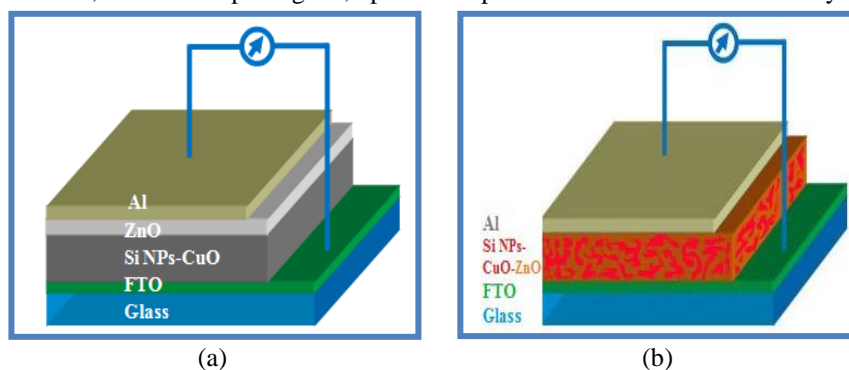 Al
ZnO
Si NPs-CuO
FTO
Glass
(a)
Al
Si NPs-
CuO-ZnO
FTO
Glass
(b)